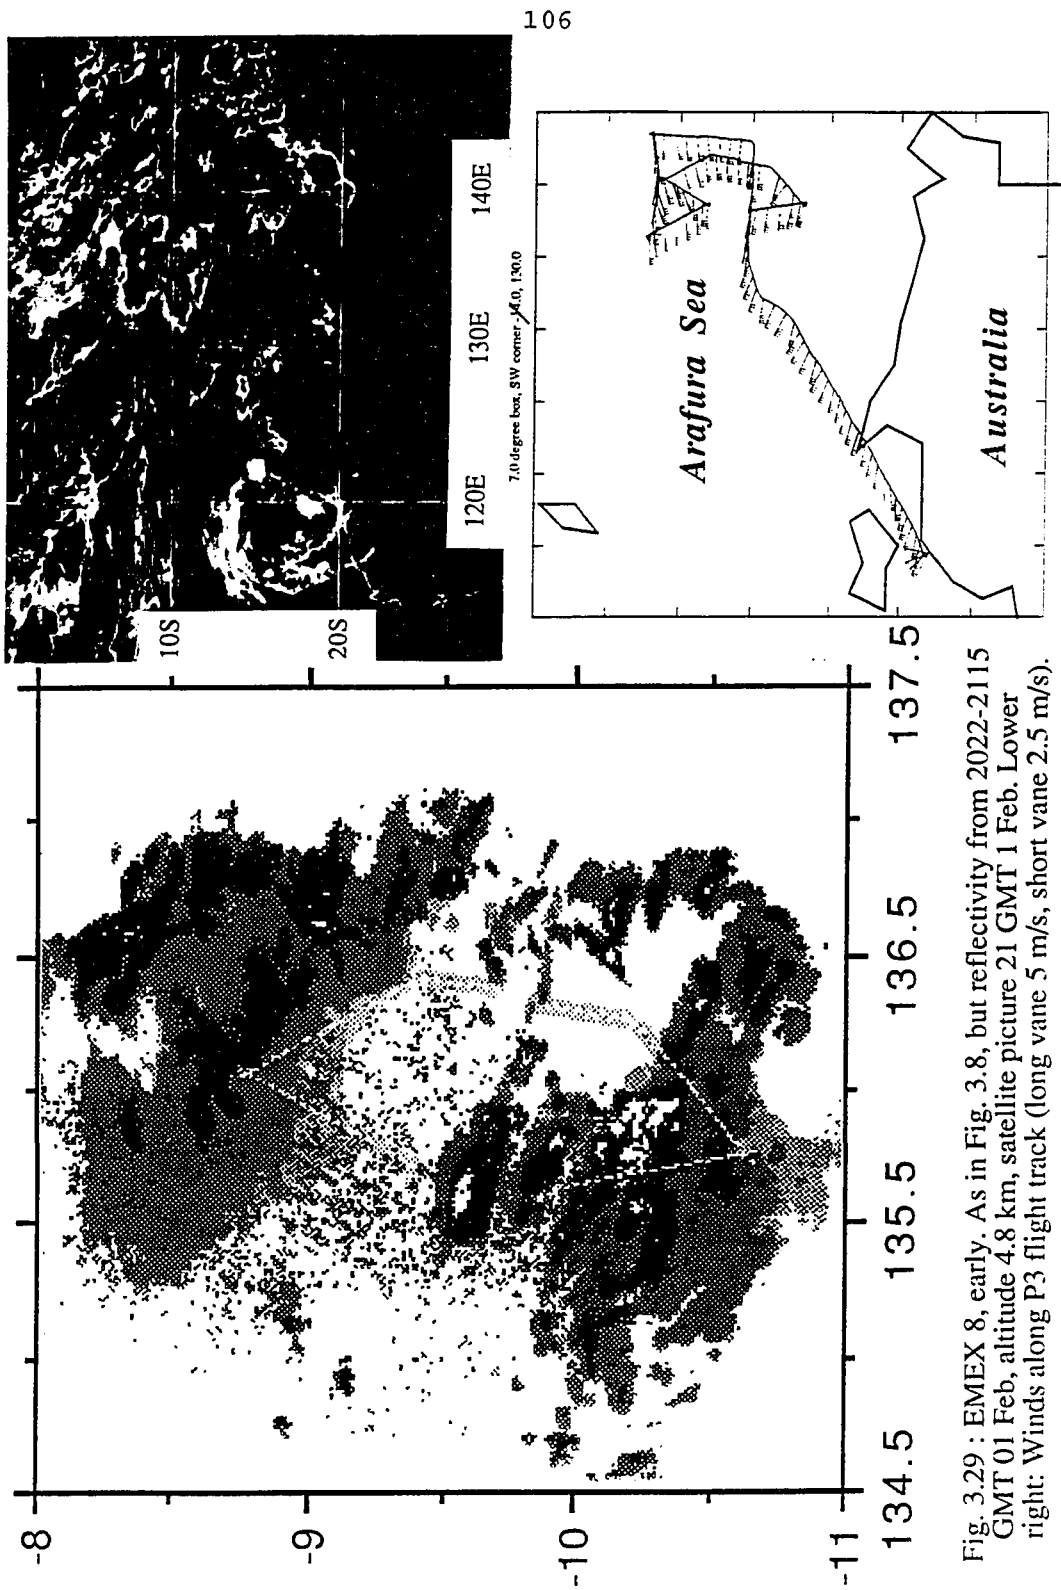 106
10S
20S
120E
130E
140E
7.0 degree box, SW corner -14.0, 130.0
Arafura Sea
Australia
-8
-9
-10
-11
134.5
135.5
136.5
137.5
Fig. 3.29 : EMEX 8, early. As in Fig. 3.8, but reflectivity from 2022-2115
GMT 01 Feb, altitude 4.8 km, satellite picture 21 GMT 1 Feb. Lower
right: Winds along P3 flight track (long vane 5 m/s, short vane 2.5 m/s).